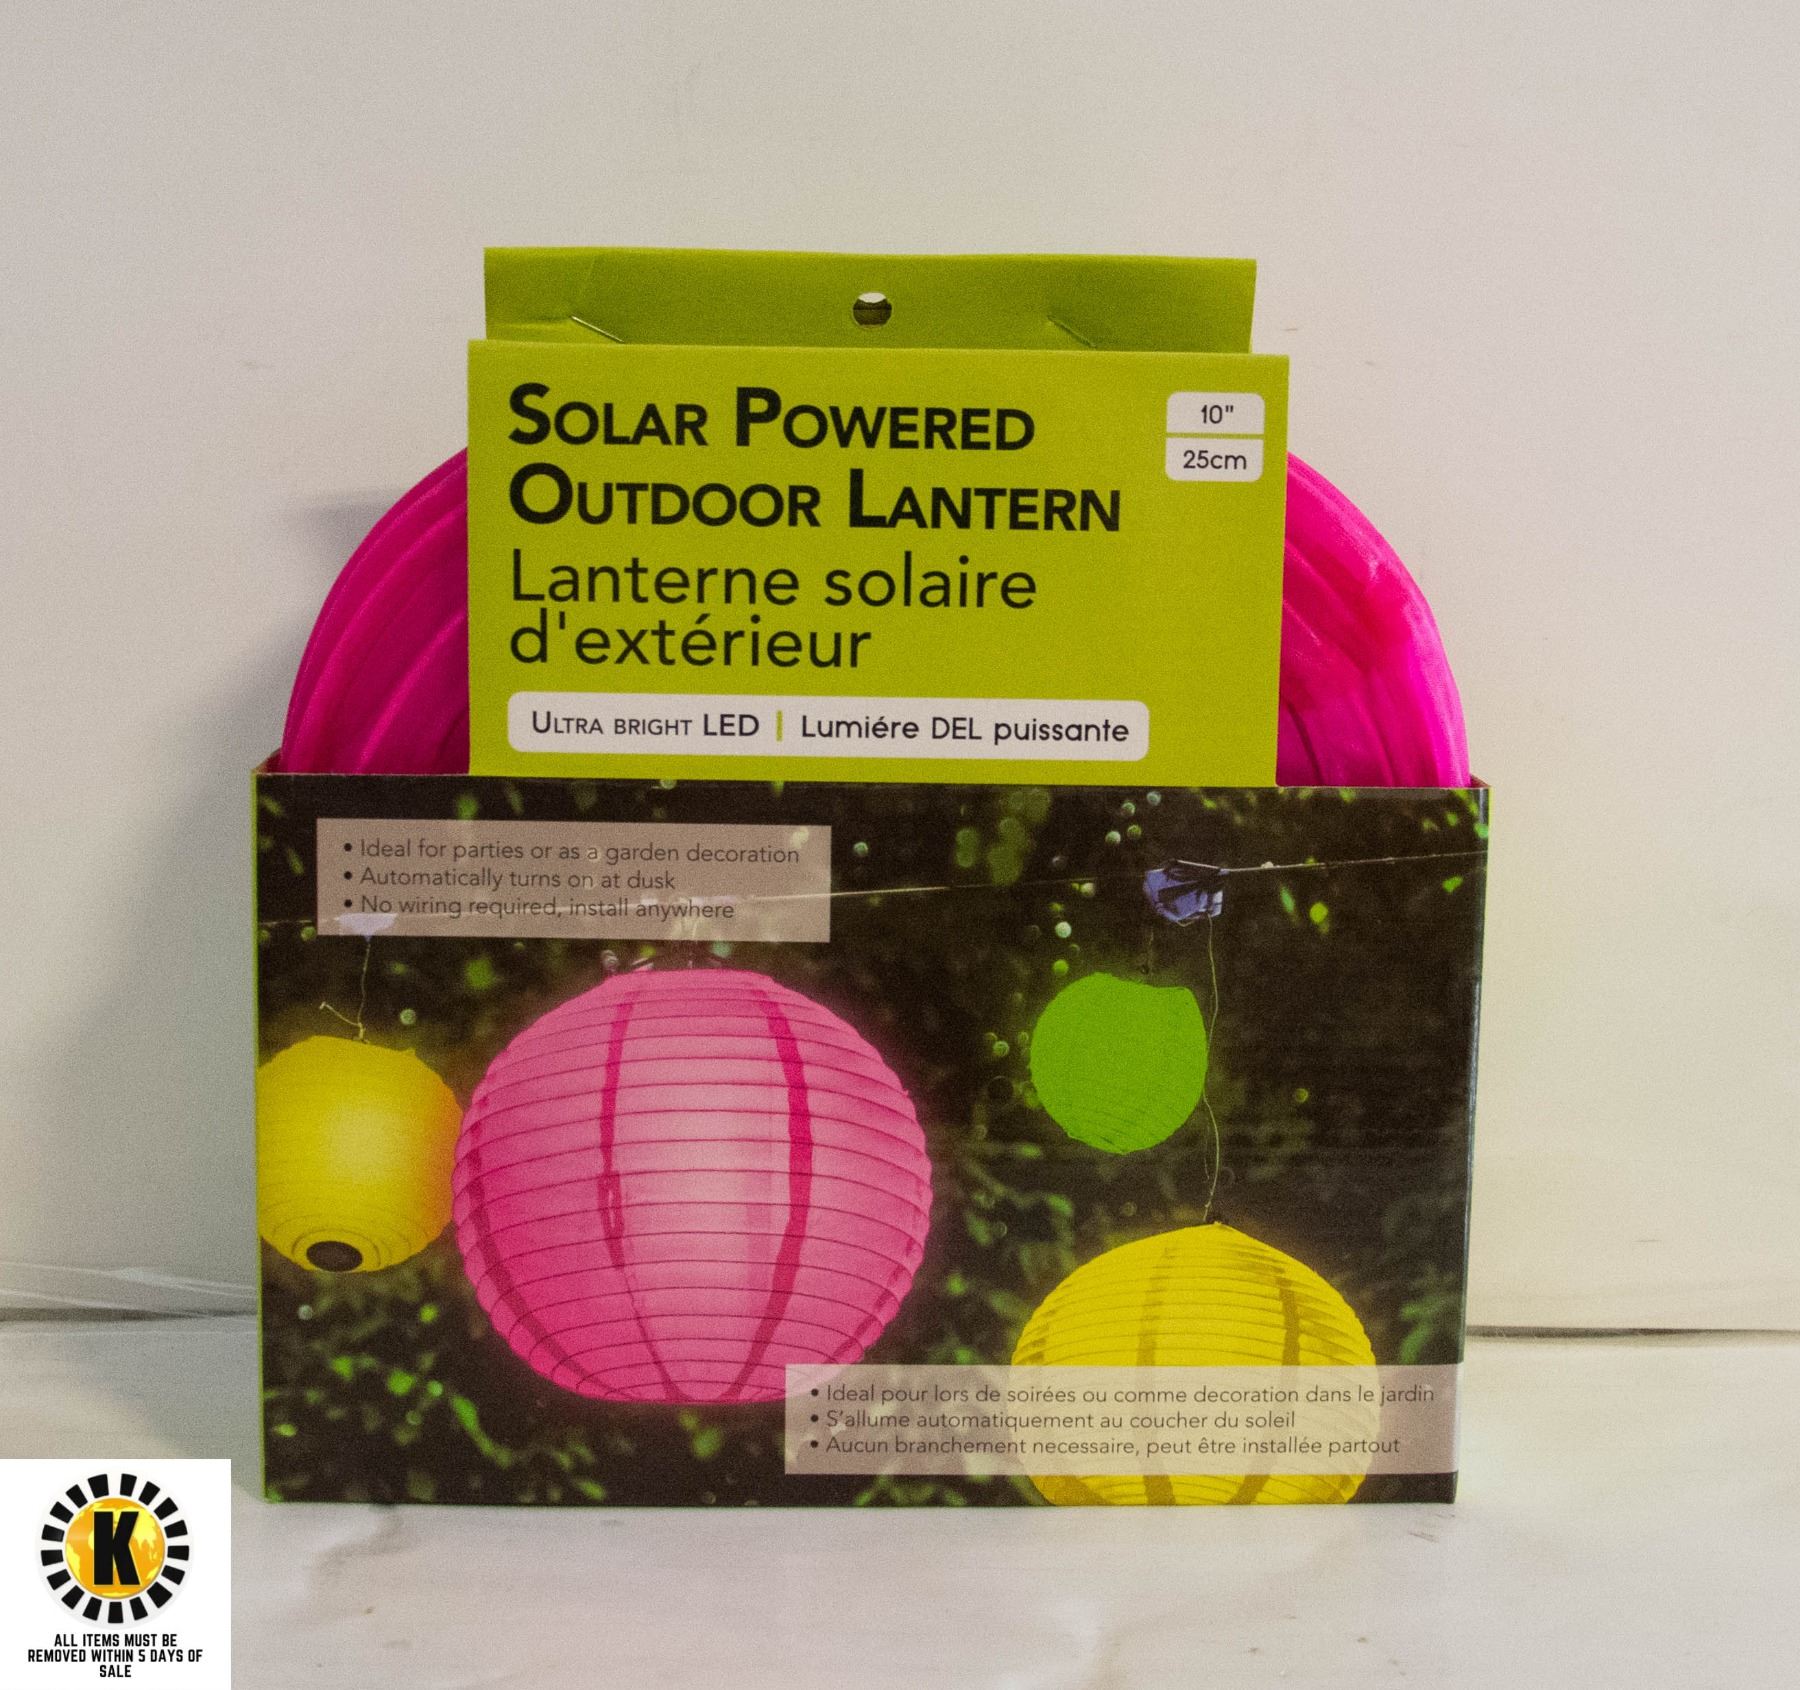 SOLAR POWERED
OUTDOOR LANTERN
10"
25cm
Lanterne solaire
d'extérieur
ULTRA BRIGHT LED | Lumiére DEL puissante
• Ideal for parties or as a garden decoration
• Automatically turns on at dusk
• No wiring required, install anywhere
• Ideal pour lors de soirées ou comme decoration dans le jardin
• S'allume automatiquement au coucher du soleil
• Aucun branchement necessaire, peut être installée partout
K
ALL ITEMS MUST BE
REMOVED WITHIN 5 DAYS OF
SALE